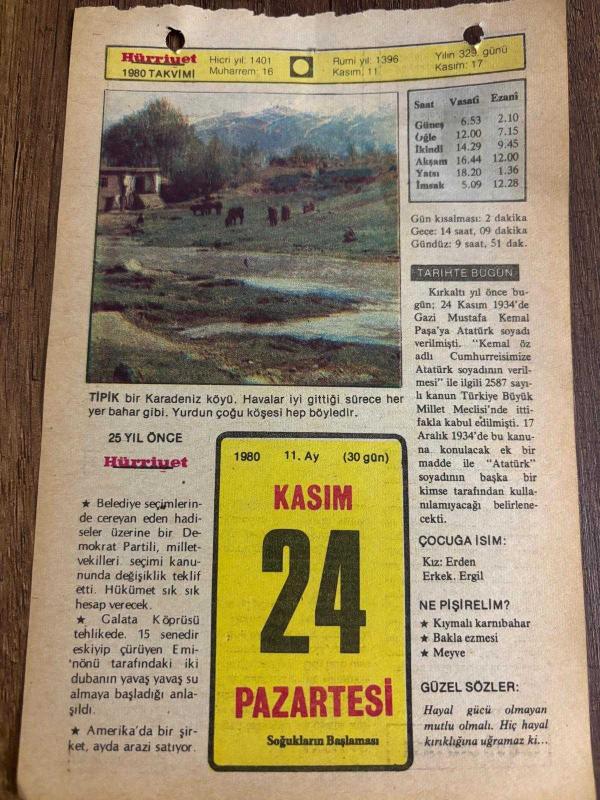 Hürriyet
1980 TAKVİMİ
Hicri yıl: 1401
Muharrem: 16
Rumi yıl: 1396
Kasım: 11
Yılın 329. günü
Kasım: 17
Saat Vasatî Ezanî
Güneş 6.53 2.10
Öğle 12.00 7.15
İkindi 14.29 9.45
Akşam 16.44 12.00
Yatsı 18.20 1.36
İmsak 5.09 12.28
Gün kısalması: 2 dakika
Gece: 14 saat, 09 dakika
Gündüz: 9 saat, 51 dak.
TARIHTE BUGÜN
Kırkaltı yıl önce bu-
gün; 24 Kasım 1934'de
Gazi Mustafa Kemal
Paşa'ya Atatürk soyadı
verilmişti. "Kemal öz
adlı Cumhurreisimize
Atatürk soyadının veril-
mesi" ile ilgili 2587 sayı-
lı kanun Türkiye Büyük
Millet Meclisi'nde itti-
fakla kabul edilmişti. 17
Aralık 1934'de bu kanu-
na konulacak ek bir
madde ile "Atatürk"
soyadının başka bir
kimse tarafından kulla-
nılamıyacağı belirlene-
cekti.
ÇOCUĞA İSİM:
Kız: Erden
Erkek. Ergil
NE PİŞİRELİM?
★ Kıymalı karnıbahar
★ Bakla ezmesi
★ Meyve
GÜZEL SÖZLER:
Hayal gücü olmayan
mutlu olmalı. Hiç hayal
kırıklığına uğramaz ki...
TİPİK bir Karadeniz köyü. Havalar iyi gittiği sürece her
yer bahar gibi. Yurdun çoğu köşesi hep böyledir.
25 YIL ÖNCE
Hürriyet
★ Belediye seçimlerin-
de cereyan eden hadi-
seler üzerine bir De-
mokrat Partili, millet-
vekilleri seçimi kanu-
nunda değişiklik teklif
etti. Hükümet sık sık
hesap verecek.
★ Galata Köprüsü
tehlikede. 15 senedir
eskiyip çürüyen Emi-
nönü tarafındaki iki
dubanın yavaş yavaş su
almaya başladığı anla-
şıldı.
★ Amerika'da bir şir-
ket, ayda arazi satıyor.
1980 11. Ay (30 gün)
KASIM
24
PAZARTESİ
Soğukların Başlaması